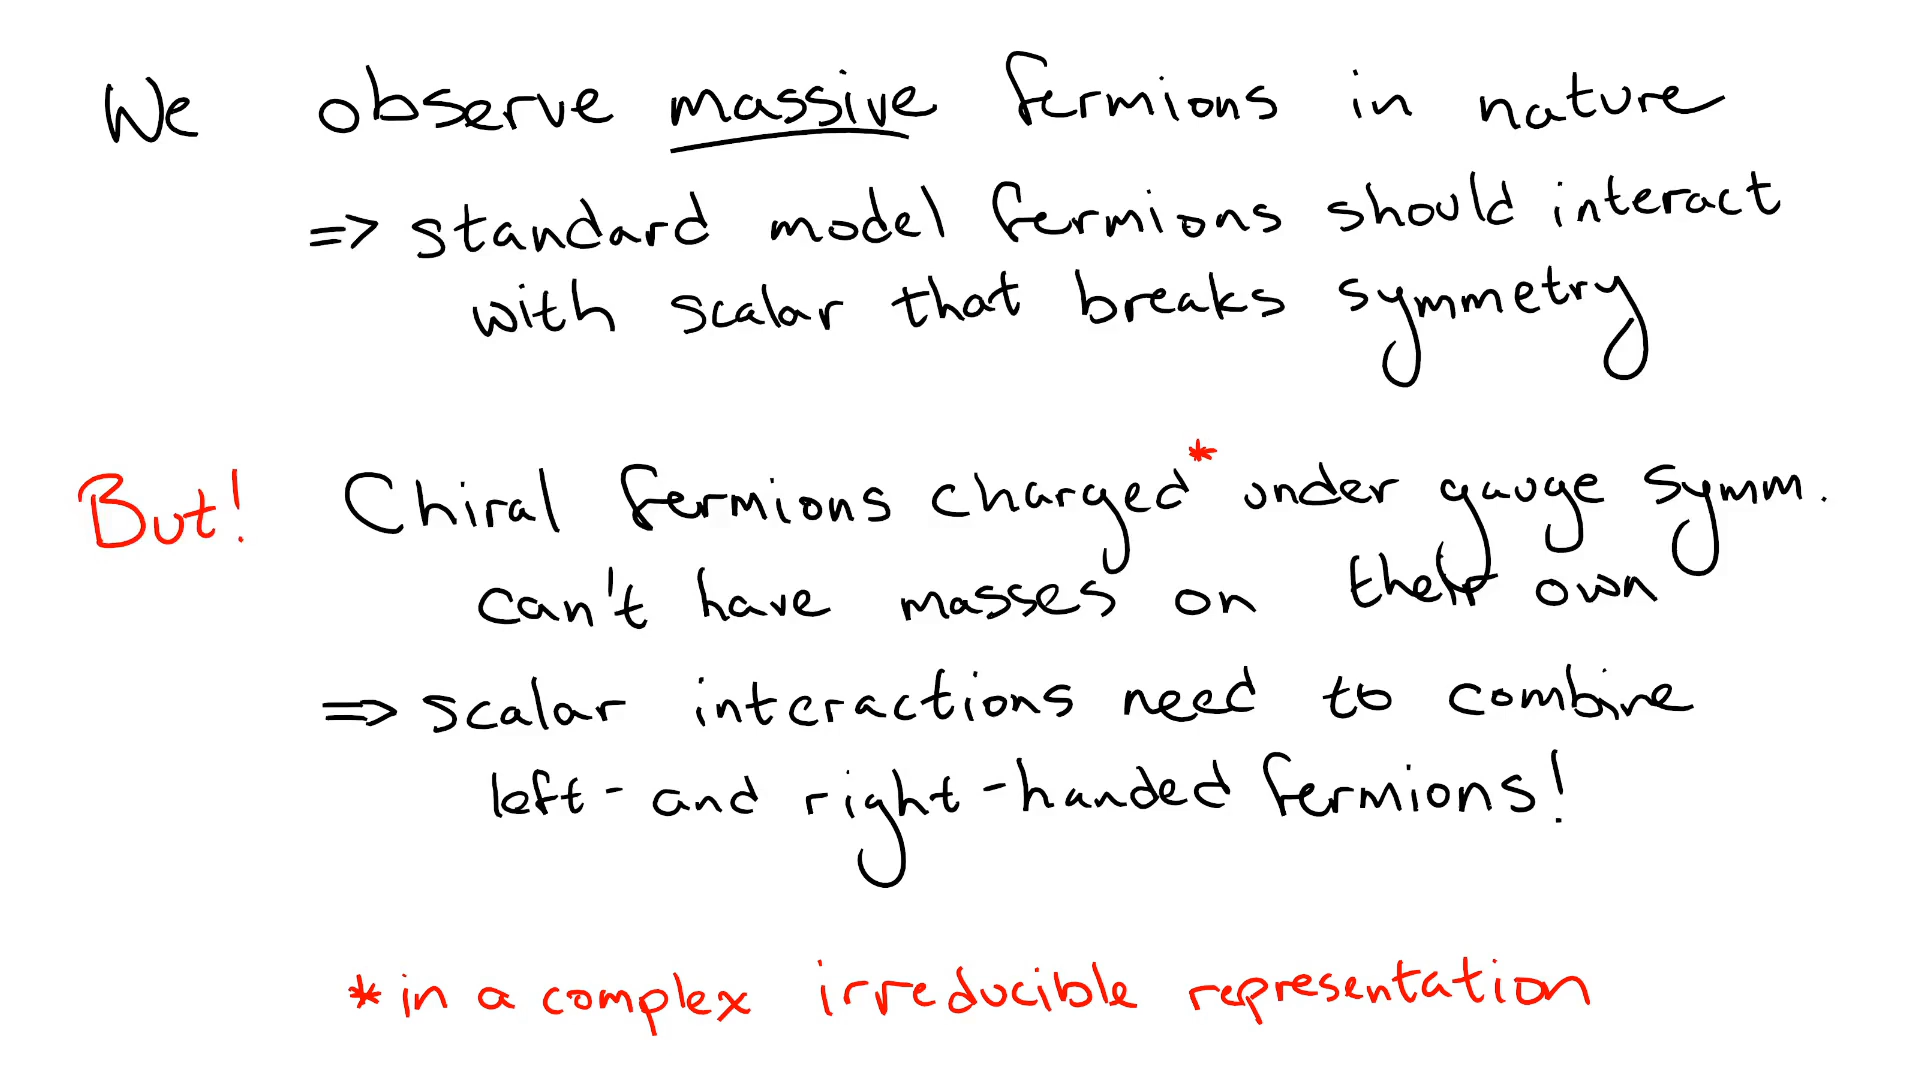 We observe massive fermions in nature
=> standard model fermions should interact
with scalar that breaks symmetry
But! Chiral fermions charged* under gauge symm.
can't have masses on their own
=> scalar interactions need to combine
left- and right-handed fermions!
* in a complex irreducible representation